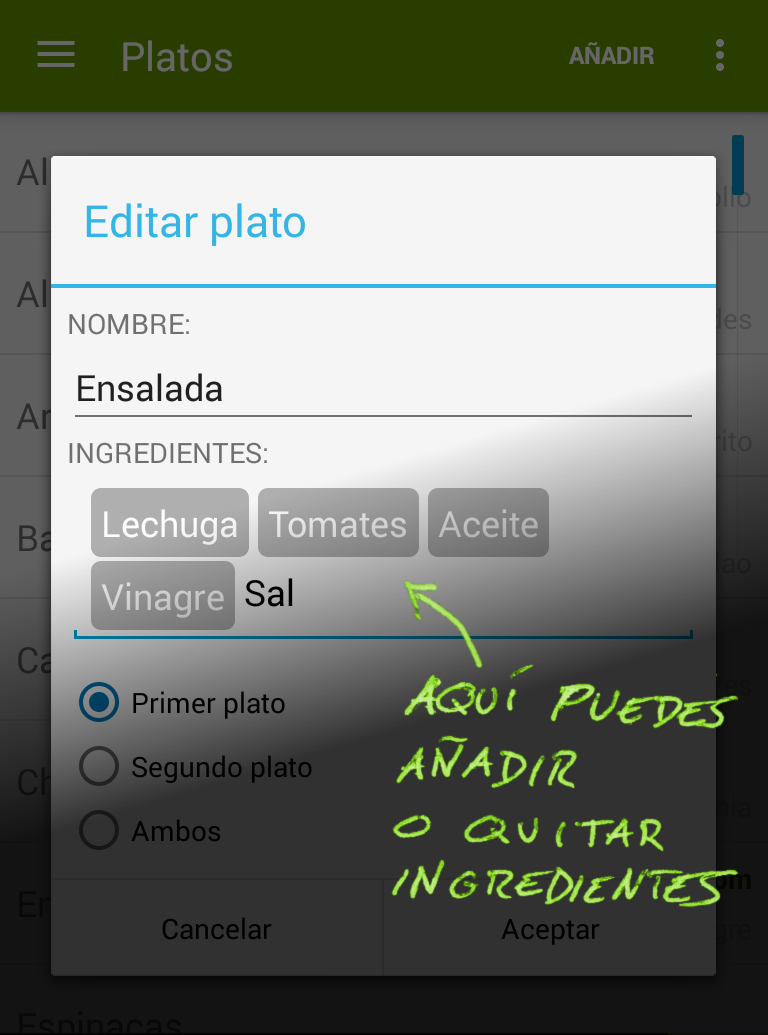 Platos AÑADIR
Editar plato
NOMBRE:
Ensalada
INGREDIENTES:
Lechuga Tomates Aceite
Vinagre Sal
Primer plato
Segundo plato
Ambos
AQUÍ PUEDES
AÑADIR
O QUITAR
INGREDIENTES
Cancelar Aceptar
Espinacas